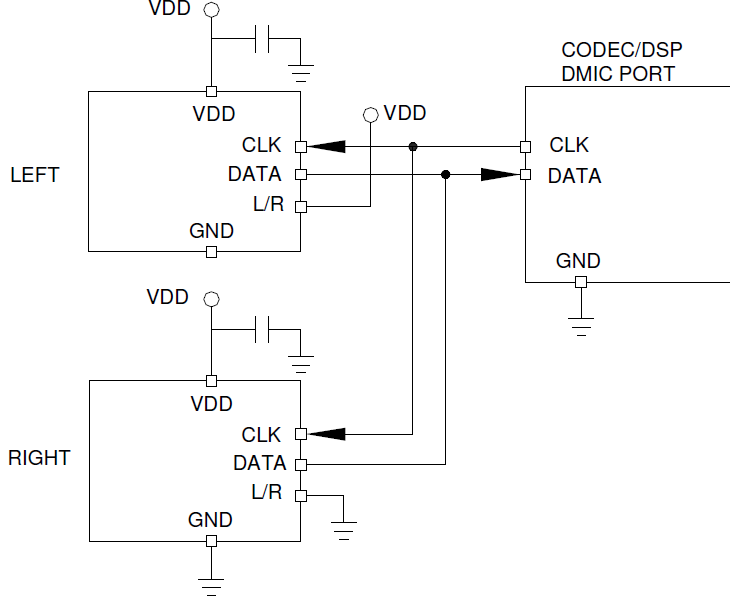 VDD
CODEC/DSP
DMIC PORT
VDD
VDD
CLK
CLK
LEFT
DATA
DATA
L/R
GND
GND
VDD
VDD
CLK
RIGHT
DATA
L/R
GND